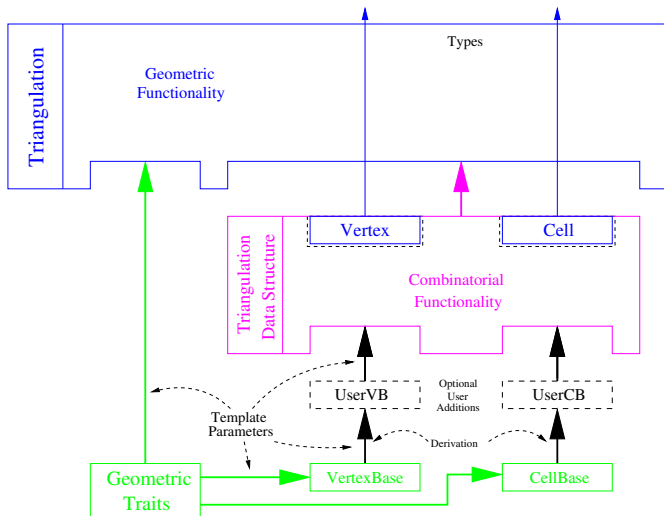 Types
Geometric
Functionality
Triangulation
Vertex
Cell
Triangulation
Data Structure
Combinatorial
Functionality
UserVB
Optional
User
Additions
UserCB
Template
Parameters
Derivation
Geometric
Traits
VertexBase
CellBase